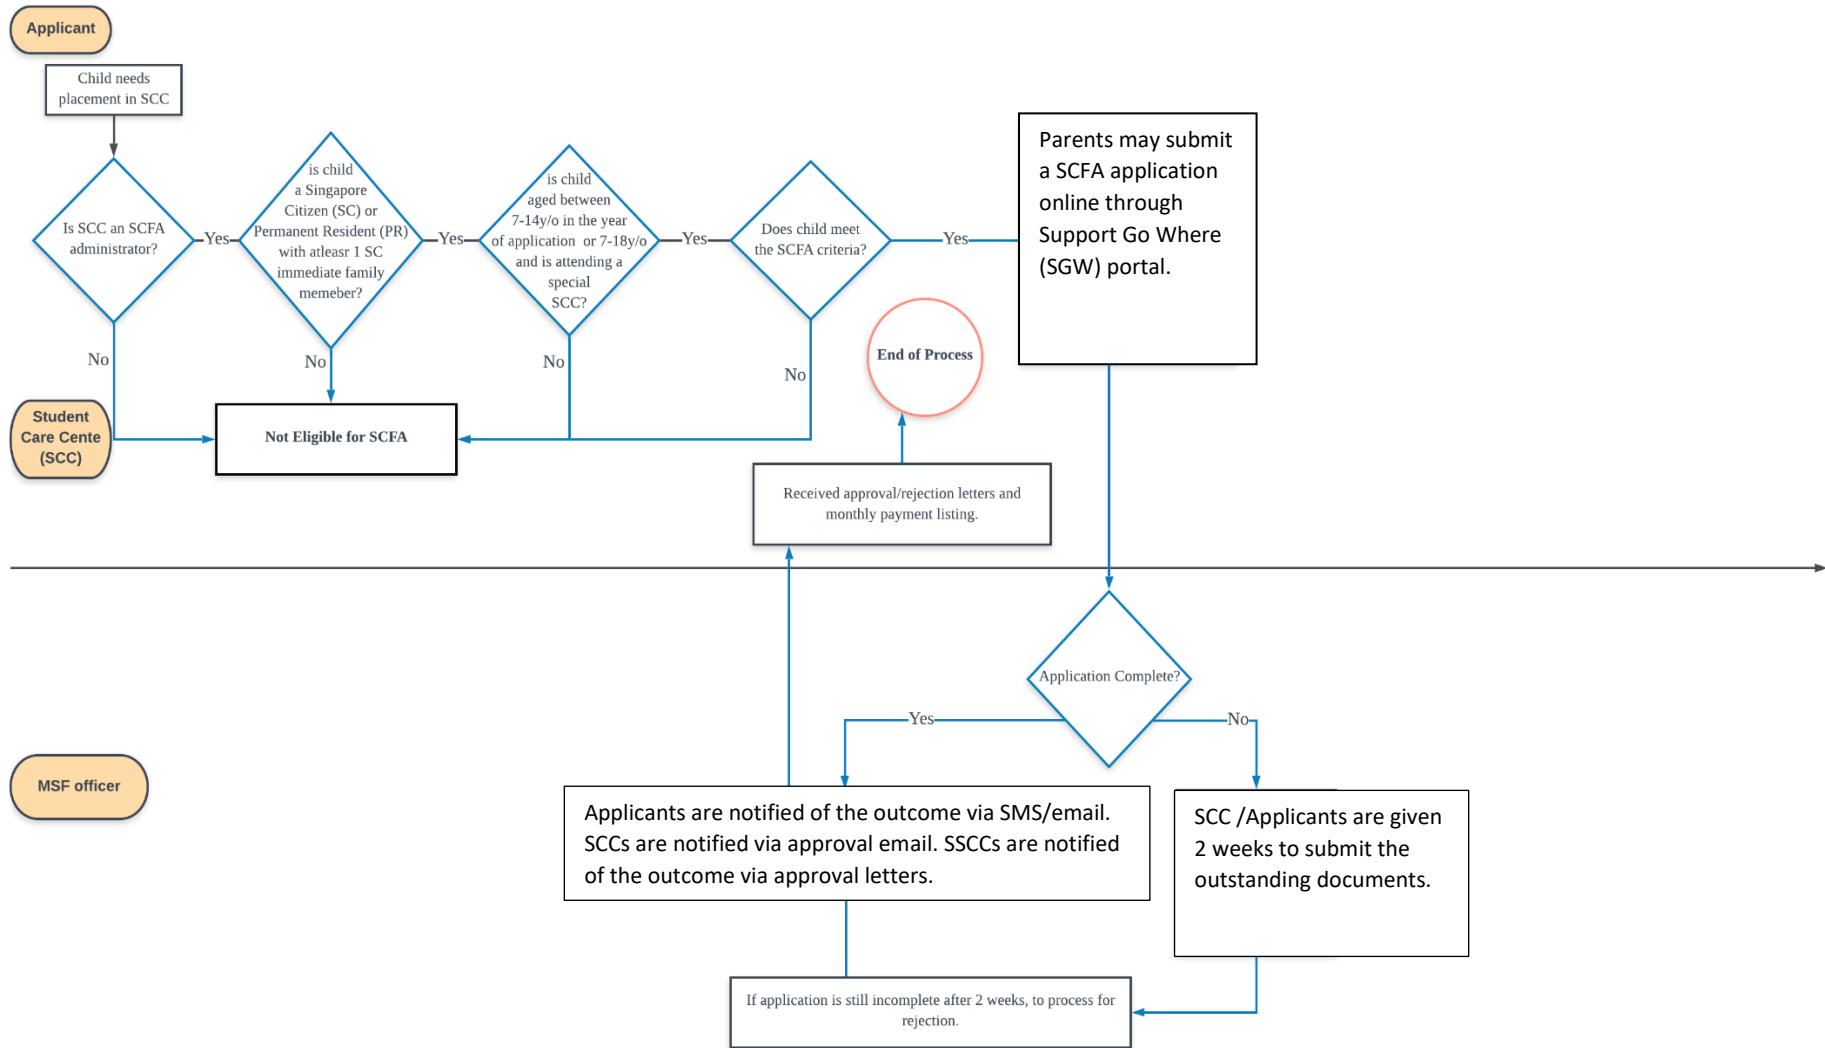 Applicant
Child needs
placement in SCC
Is SCC an SCFA
administrator?
Yes
No
is child
a Singapore
Citizen (SC) or
Permanent Resident (PR)
with atleasr 1 SC
immediate family
memeber?
Yes
No
is child
aged between
7-14y/o in the year
of application or 7-18y/o
and is attending a
special
SCC?
Yes
No
Does child meet
the SCFA criteria?
Yes
No
Parents may submit
a SCFA application
online through
Support Go Where
(SGW) portal.
End of Process
Student
Care Cente
(SCC)
Not Eligible for SCFA
Received approval/rejection letters and
monthly payment listing.
Application Complete?
Yes
No
MSF officer
Applicants are notified of the outcome via SMS/email.
SCCs are notified via approval email. SSCCs are notified
of the outcome via approval letters.
SCC /Applicants are given
2 weeks to submit the
outstanding documents.
If application is still incomplete after 2 weeks, to process for
rejection.